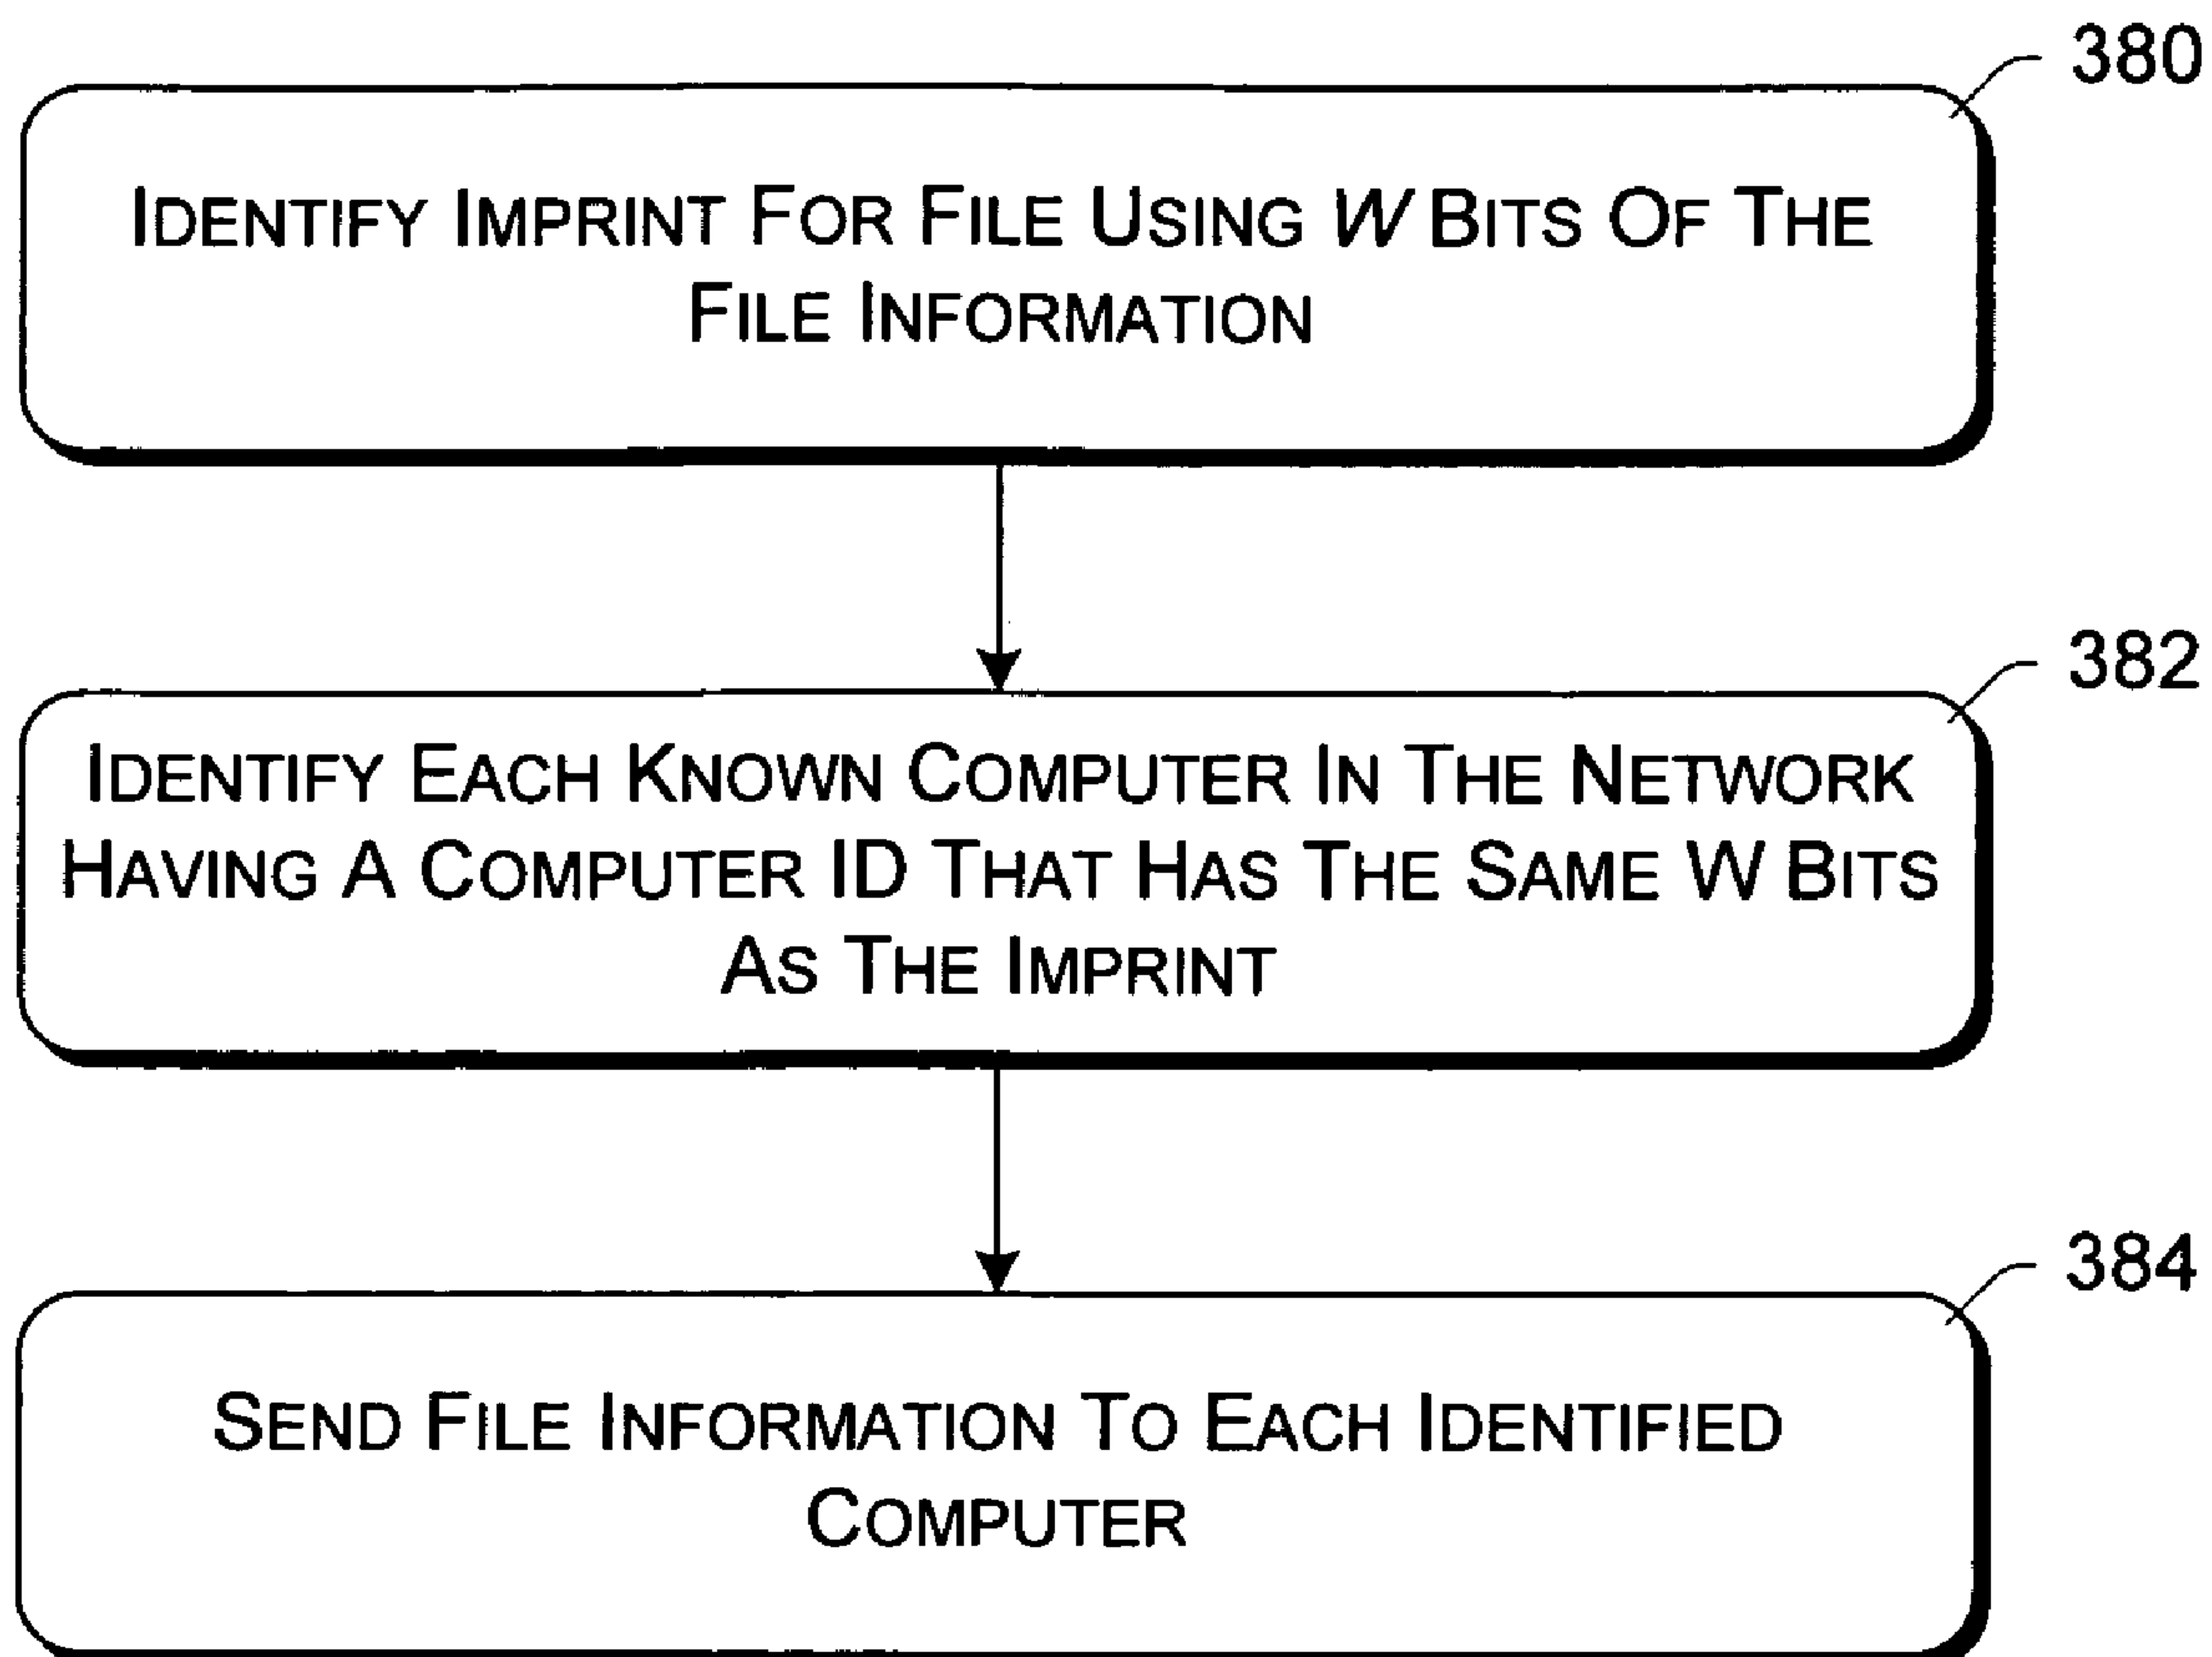 380
IDENTIFY IMPRINT FOR FILE USING W BITS OF THE
FILE INFORMATION
382
IDENTIFY EACH KNOWN COMPUTER IN THE NETWORK
HAVING A COMPUTER ID THAT HAS THE SAME W BITS
AS THE IMPRINT
384
SEND FILE INFORMATION TO EACH IDENTIFIED
COMPUTER